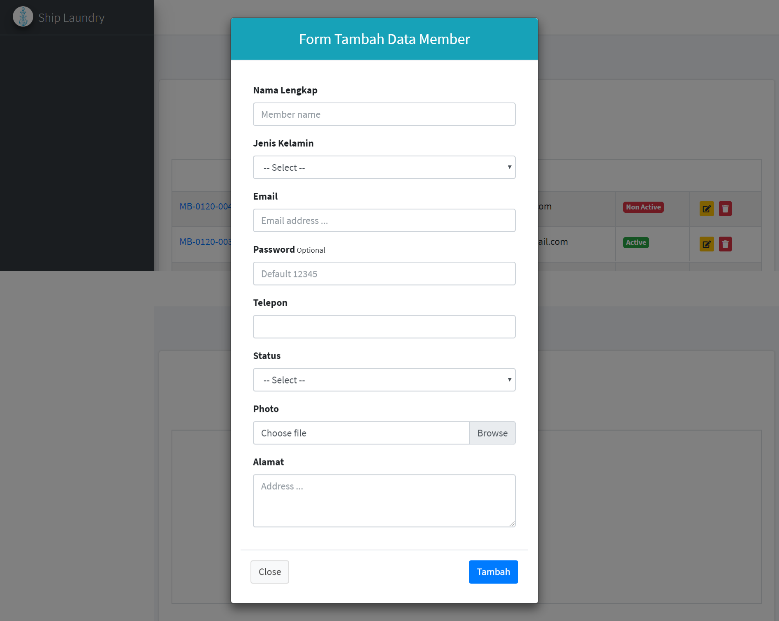 Ship Laundry
Form Tambah Data Member
Nama Lengkap
Member name
Jenis Kelamin
-- Select --
Email
Email address ...
Password Optional
Default 12345
Telepon
Status
-- Select --
Photo
Choose file
Browse
Alamat
Address ...
Close
Tambah
MB-0120-004
om
Non Active
MB-0120-003
ail.com
Active